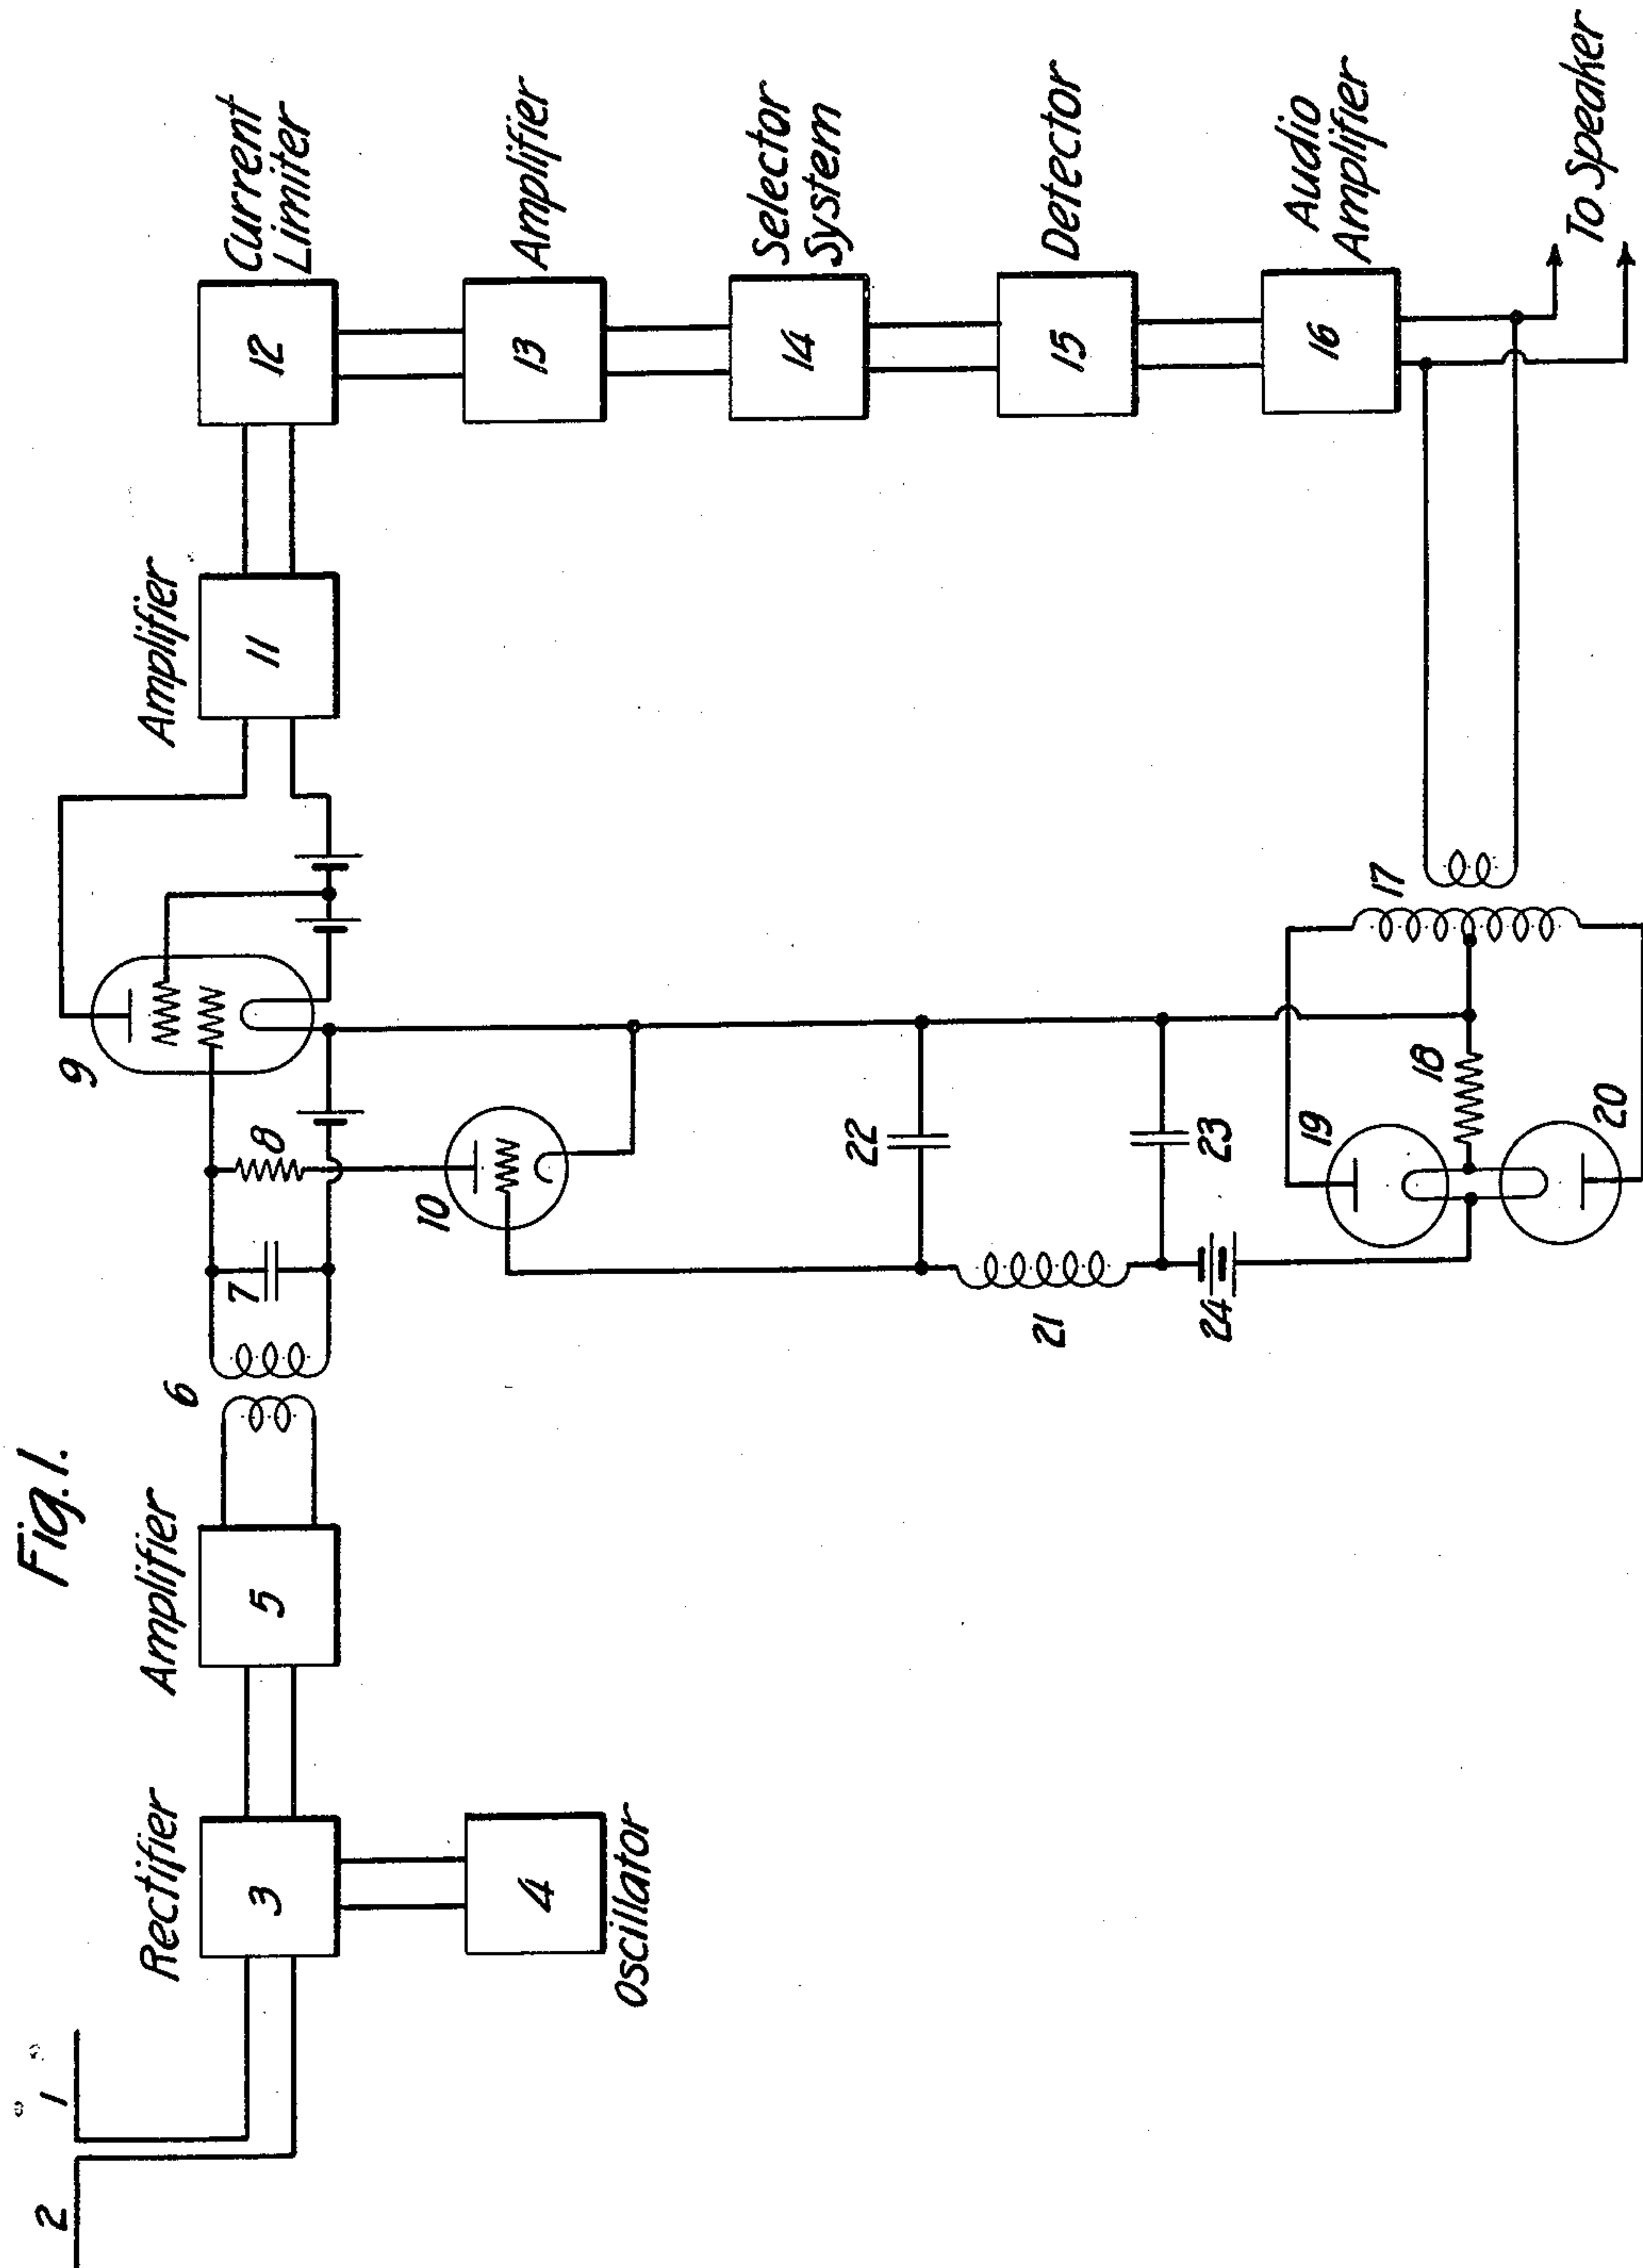 Fig. 1.
2
1
Rectifier
3
4
Oscillator
Amplifier
5
6
7
8
9
10
Amplifier
11
Current
Limiter
12
13
Amplifier
14
Selector
System
15
Detector
16
Audio
Amplifier
To Speaker
17
18
19
20
21
22
23
24